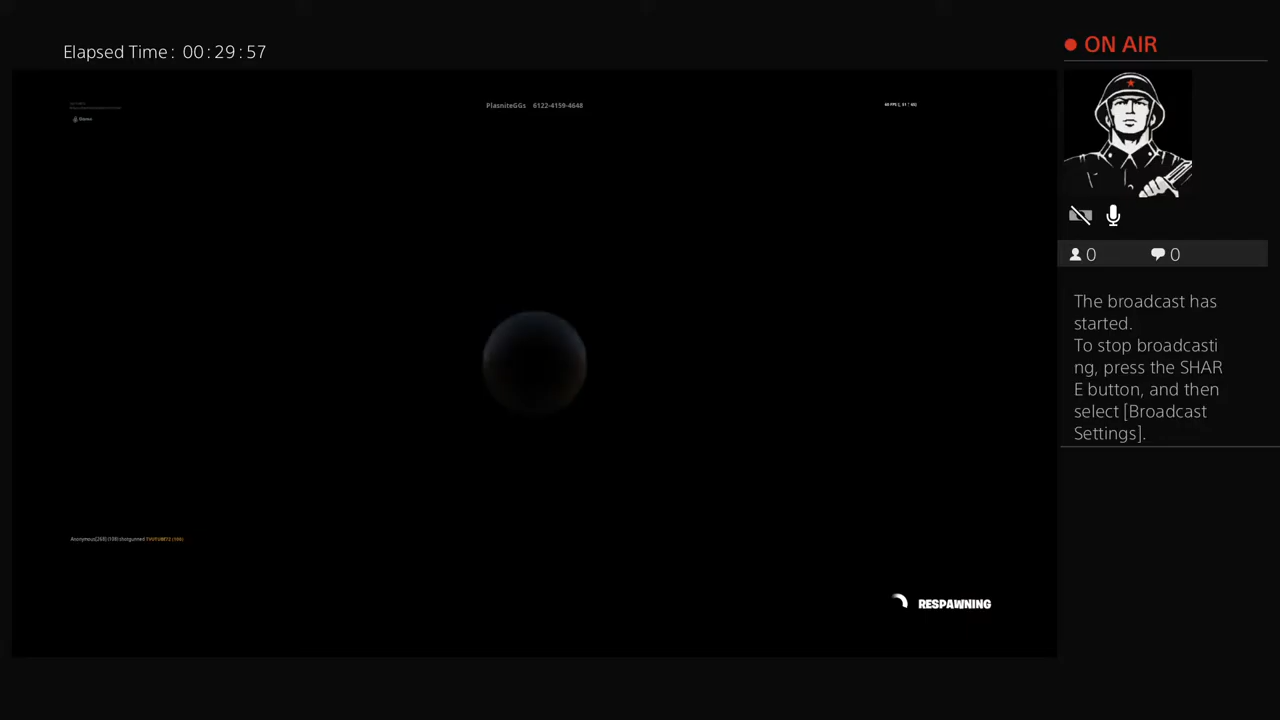 Elapsed Time: 00:29:57
ON AIR
PlasniteGGs 6122-4159-4648
0 0
The broadcast has
started.
To stop broadcasti
ng, press the SHAR
E button, and then
select [Broadcast
Settings].
RESPAWNING